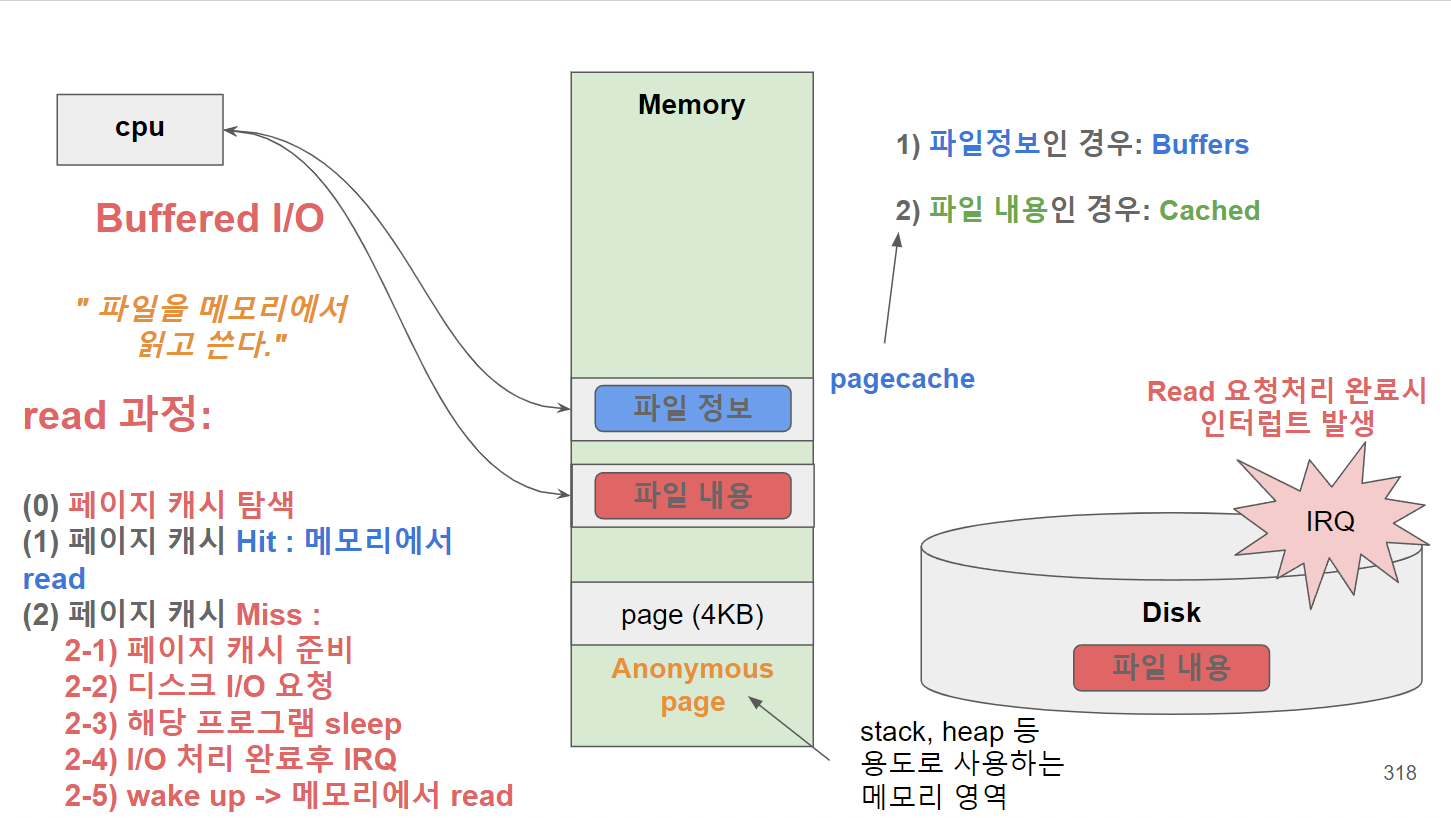 cpu
Buffered I/O
" 파일을 메모리에서
읽고 쓴다."
read 과정:
(0) 페이지 캐시 탐색
(1) 페이지 캐시 Hit : 메모리에서
read
(2) 페이지 캐시 Miss :
2-1) 페이지 캐시 준비
2-2) 디스크 I/O 요청
2-3) 해당 프로그램 sleep
2-4) I/O 처리 완료후 IRQ
2-5) wake up -> 메모리에서 read
Memory
파일 정보
파일 내용
page (4KB)
Anonymous
page
1) 파일정보인 경우: Buffers
2) 파일 내용인 경우: Cached
pagecache
Read 요청처리 완료시
인터럽트 발생
IRQ
Disk
파일 내용
stack, heap 등
용도로 사용하는
메모리 영역
318